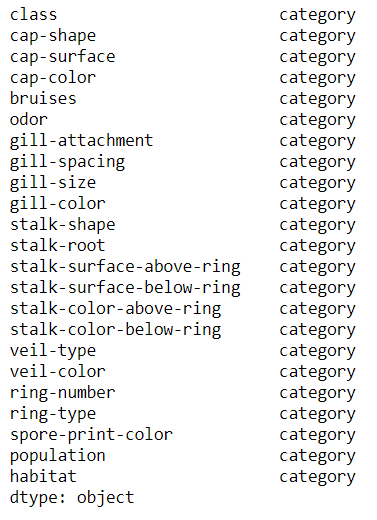 class category
cap-shape category
cap-surface category
cap-color category
bruises category
odor category
gill-attachment category
gill-spacing category
gill-size category
gill-color category
stalk-shape category
stalk-root category
stalk-surface-above-ring category
stalk-surface-below-ring category
stalk-color-above-ring category
stalk-color-below-ring category
veil-type category
veil-color category
ring-number category
ring-type category
spore-print-color category
population category
habitat category
dtype: object